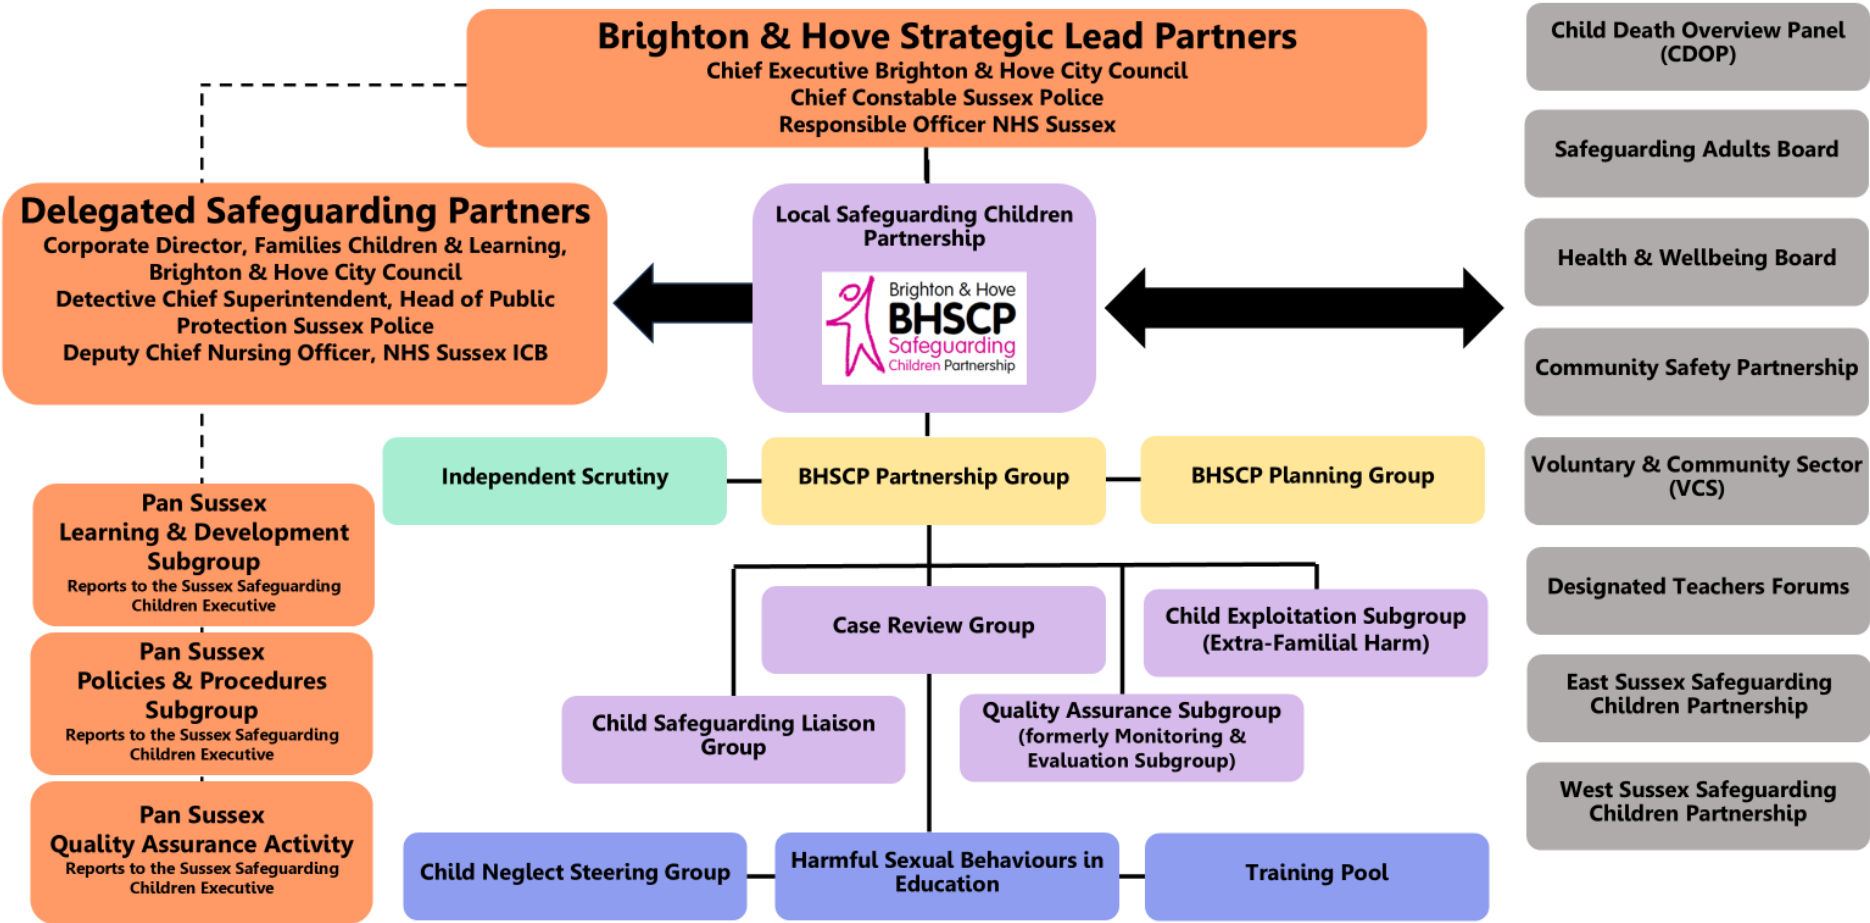 Brighton & Hove Strategic Lead Partners
Chief Executive Brighton & Hove City Council
Chief Constable Sussex Police
Responsible Officer NHS Sussex
Delegated Safeguarding Partners
Corporate Director, Families Children & Learning,
Brighton & Hove City Council
Detective Chief Superintendent, Head of Public
Protection Sussex Police
Deputy Chief Nursing Officer, NHS Sussex ICB
Local Safeguarding Children
Partnership
Brighton & Hove
BHSCP
Safeguarding
Children Partnership
Independent Scrutiny
BHSCP Partnership Group
BHSCP Planning Group
Pan Sussex
Learning & Development
Subgroup
Reports to the Sussex Safeguarding
Children Executive
Pan Sussex
Policies & Procedures
Subgroup
Reports to the Sussex Safeguarding
Children Executive
Pan Sussex
Quality Assurance Activity
Reports to the Sussex Safeguarding
Children Executive
Case Review Group
Child Exploitation Subgroup
(Extra-Familial Harm)
Child Safeguarding Liaison
Group
Quality Assurance Subgroup
(formerly Monitoring &
Evaluation Subgroup)
Child Neglect Steering Group
Harmful Sexual Behaviours in
Education
Training Pool
Child Death Overview Panel
(CDOP)
Safeguarding Adults Board
Health & Wellbeing Board
Community Safety Partnership
Voluntary & Community Sector
(VCS)
Designated Teachers Forums
East Sussex Safeguarding
Children Partnership
West Sussex Safeguarding
Children Partnership